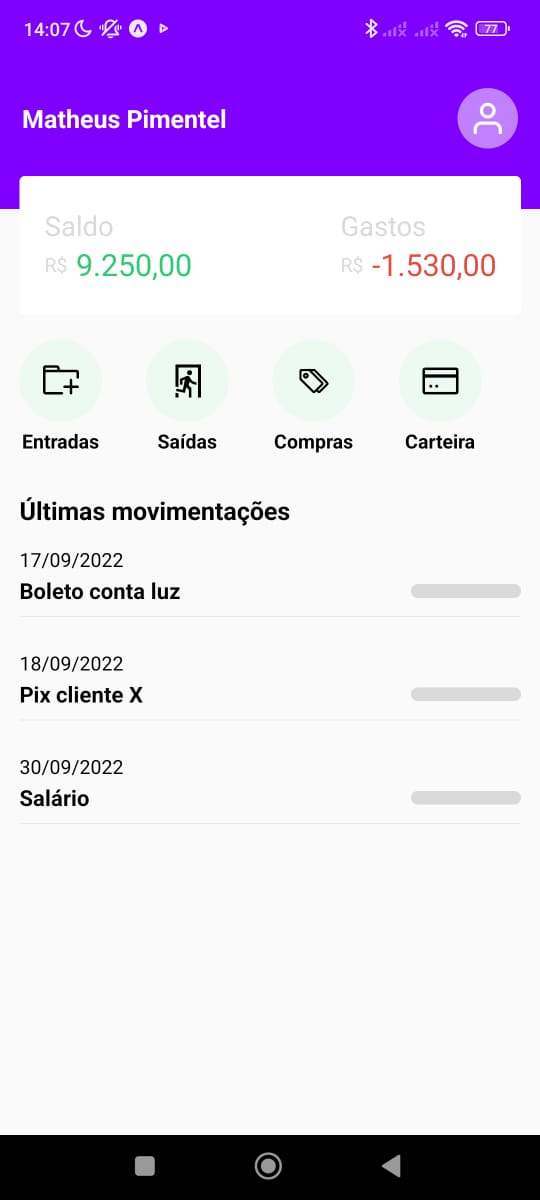 14:07
77
Matheus Pimentel
Saldo
Gastos
R$ 9.250,00
R$ -1.530,00
Entradas
Saídas
Compras
Carteira
Últimas movimentações
17/09/2022
Boleto conta luz
18/09/2022
Pix cliente X
30/09/2022
Salário